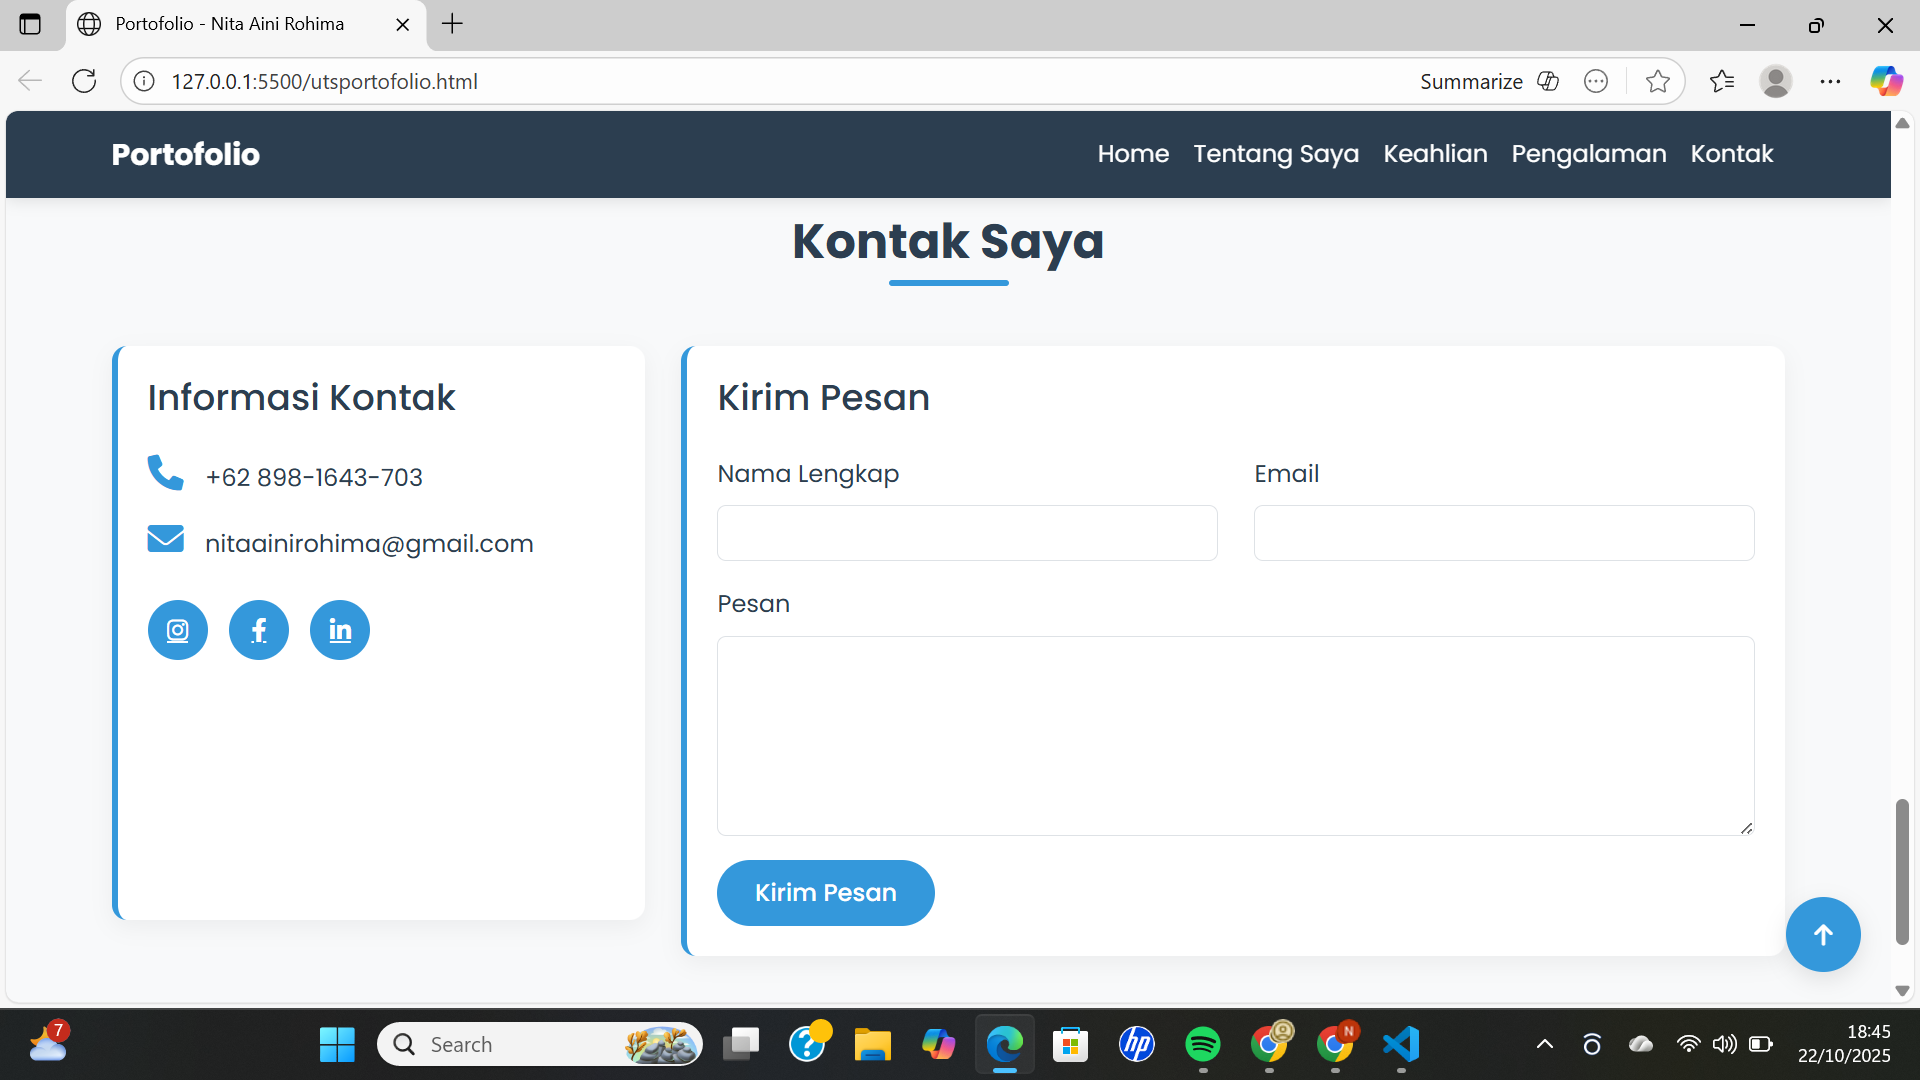 Portofolio - Nita Aini Rohima
127.0.0.1:5500/utsportofolio.html
Summarize
Portofolio
Home Tentang Saya Keahlian Pengalaman Kontak
Kontak Saya
Informasi Kontak
+62 898-1643-703
nitaainirohima@gmail.com
Kirim Pesan
Nama Lengkap
Email
Pesan
Kirim Pesan
7
Search
hp
N
18:45
22/10/2025